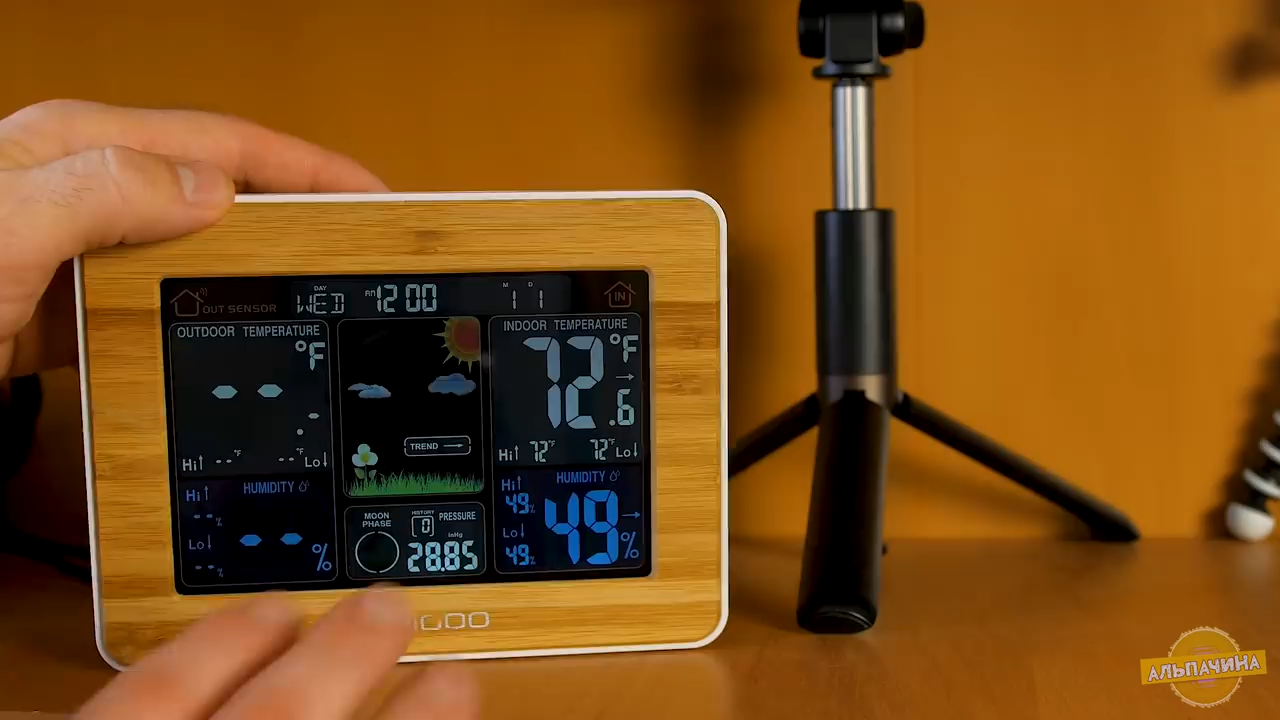 DAY
M D
OUT SENSOR
WED
AM 12:00
1 1
IN
OUTDOOR TEMPERATURE
°F
-- . -
Hi↑ --°F --°F Lo↓
HUMIDITY
Hi↑
--%
Lo↓
--%
-- %
TREND →
MOON PHASE
HISTORY
0
PRESSURE
inHg
28.85
INDOOR TEMPERATURE
72.6 °F →
Hi↑ 72°F 72°F Lo↓
HUMIDITY
Hi↑
49%
Lo↓
49%
49% →
АЛЬПАЧИНА